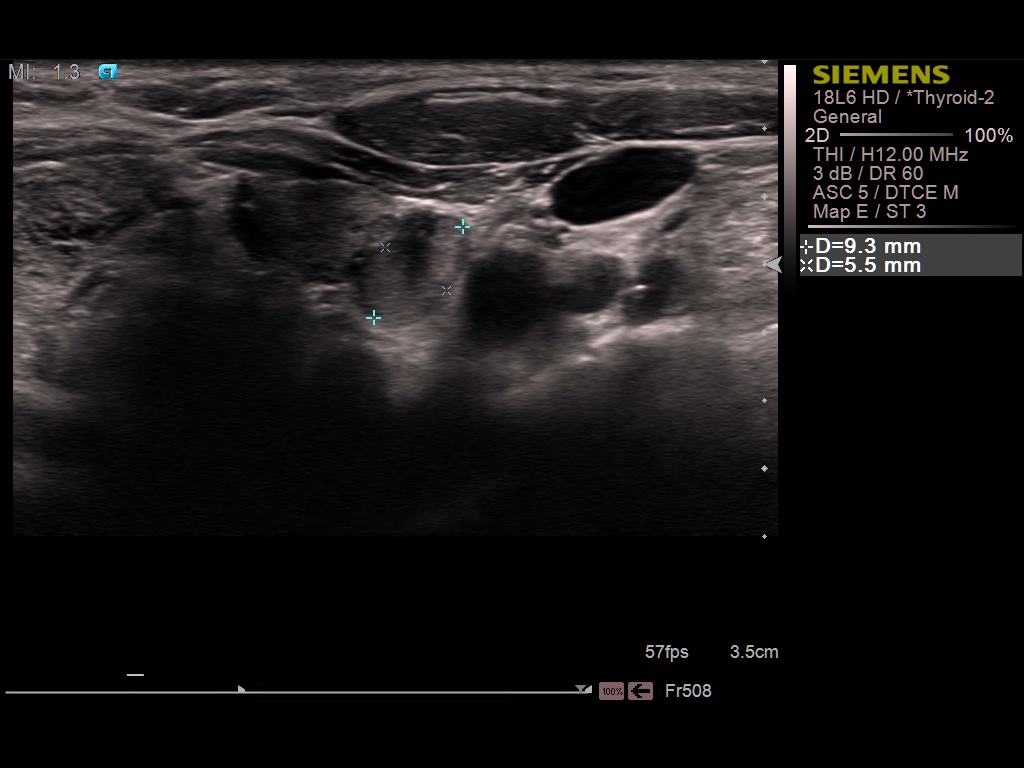 MI: 1.3
SIEMENS
18L6 HD / *Thyroid-2
General
2D 100%
THI / H12.00 MHz
3 dB / DR 60
ASC 5 / DTCE M
Map E / ST 3
D=9.3 mm
D=5.5 mm
57fps 3.5cm
100% Fr508